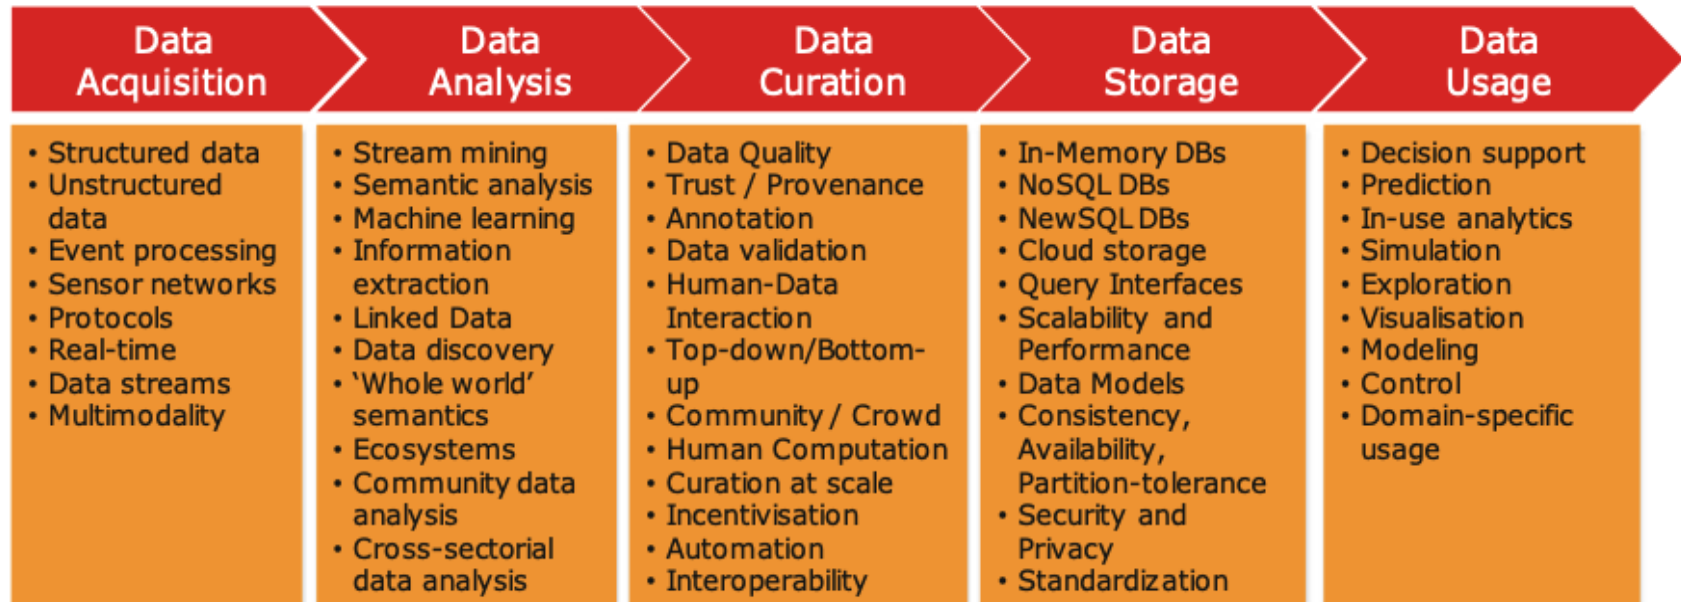 Data
Acquisition
Data
Analysis
Data
Curation
Data
Storage
Data
Usage
• Structured data
• Unstructured
data
• Event processing
• Sensor networks
• Protocols
• Real-time
• Data streams
• Multimodality
• Stream mining
• Semantic analysis
• Machine learning
• Information
extraction
• Linked Data
• Data discovery
• ‘Whole world’
semantics
• Ecosystems
• Community data
analysis
• Cross-sectorial
data analysis
• Data Quality
• Trust / Provenance
• Annotation
• Data validation
• Human-Data
Interaction
• Top-down/Bottom-
up
• Community / Crowd
• Human Computation
• Curation at scale
• Incentivisation
• Automation
• Interoperability
• In-Memory DBs
• NoSQL DBs
• NewSQL DBs
• Cloud storage
• Query Interfaces
• Scalability and
Performance
• Data Models
• Consistency,
Availability,
Partition-tolerance
• Security and
Privacy
• Standardization
• Decision support
• Prediction
• In-use analytics
• Simulation
• Exploration
• Visualisation
• Modeling
• Control
• Domain-specific
usage